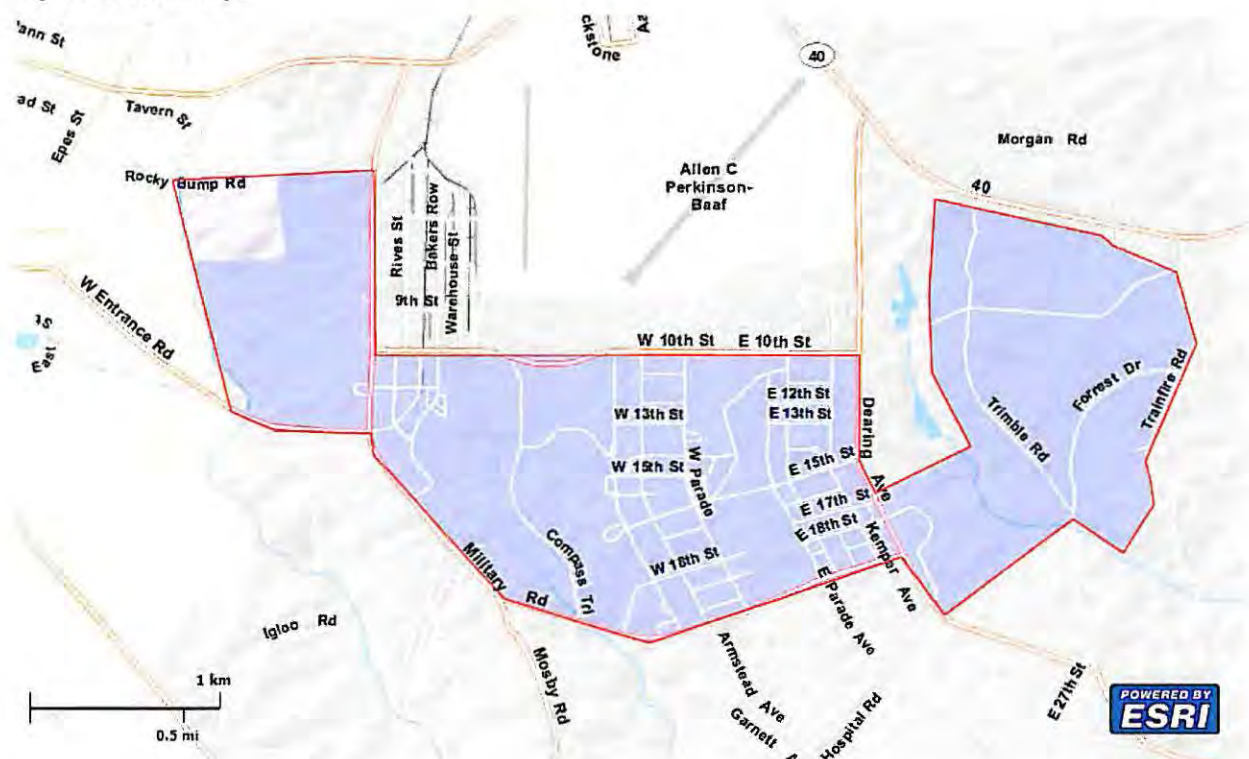 'ann St
ckstone
40
ad St
Epes St
Tavern St
Rocky Bump Rd
Morgan Rd
Allen C
Perkinson-
Baaf
40
Rives St
Bakers Row
Warehouse St
9th St
W Entrance Rd
East
W 10th St
E 10th St
E 12th St
E 13th St
W 13th St
Dearing Ave
Trimble Rd
Forrest Dr
Trainfire Rd
W 15th St
W Parade
E 15th St
E 17th St
E 18th St
Kemper Ave
W 18th St
Compass Trl
Military Rd
E Parade Ave
Igloo Rd
Mosby Rd
Armstead Ave
Garnett
Hospital Rd
E 27th St
1 km
0.5 mi
POWERED BY
ESRI